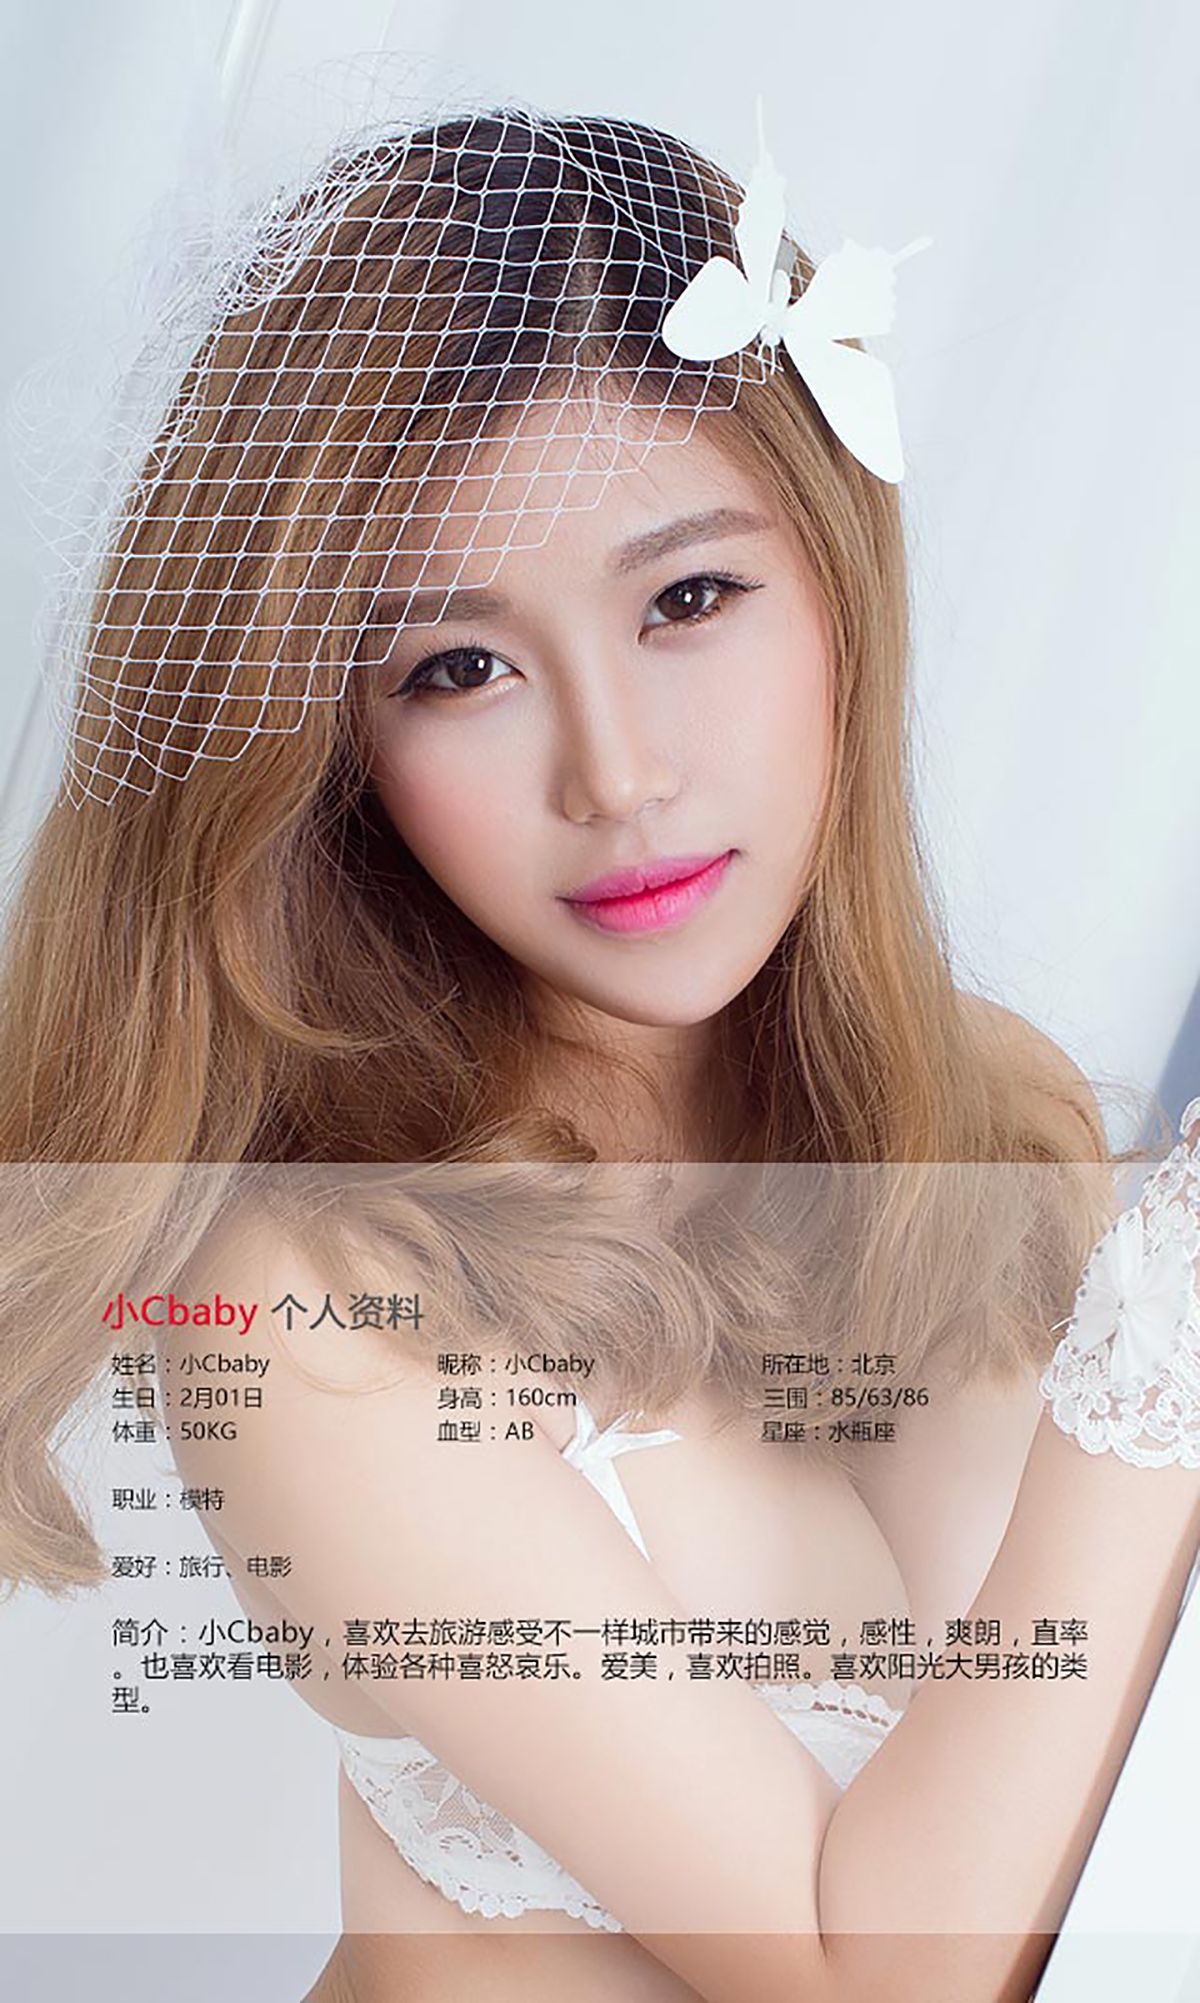 小Cbaby 个人资料
姓名：小Cbaby 昵称：小Cbaby 所在地：北京
生日：2月01日 身高：160cm 三围：85/63/86
体重：50KG 血型：AB 星座：水瓶座
职业：模特
爱好：旅行、电影
简介：小Cbaby，喜欢去旅游感受不一样城市带来的感觉，感性，爽朗，直率
。也喜欢看电影，体验各种喜怒哀乐。爱美，喜欢拍照。喜欢阳光大男孩的类
型。